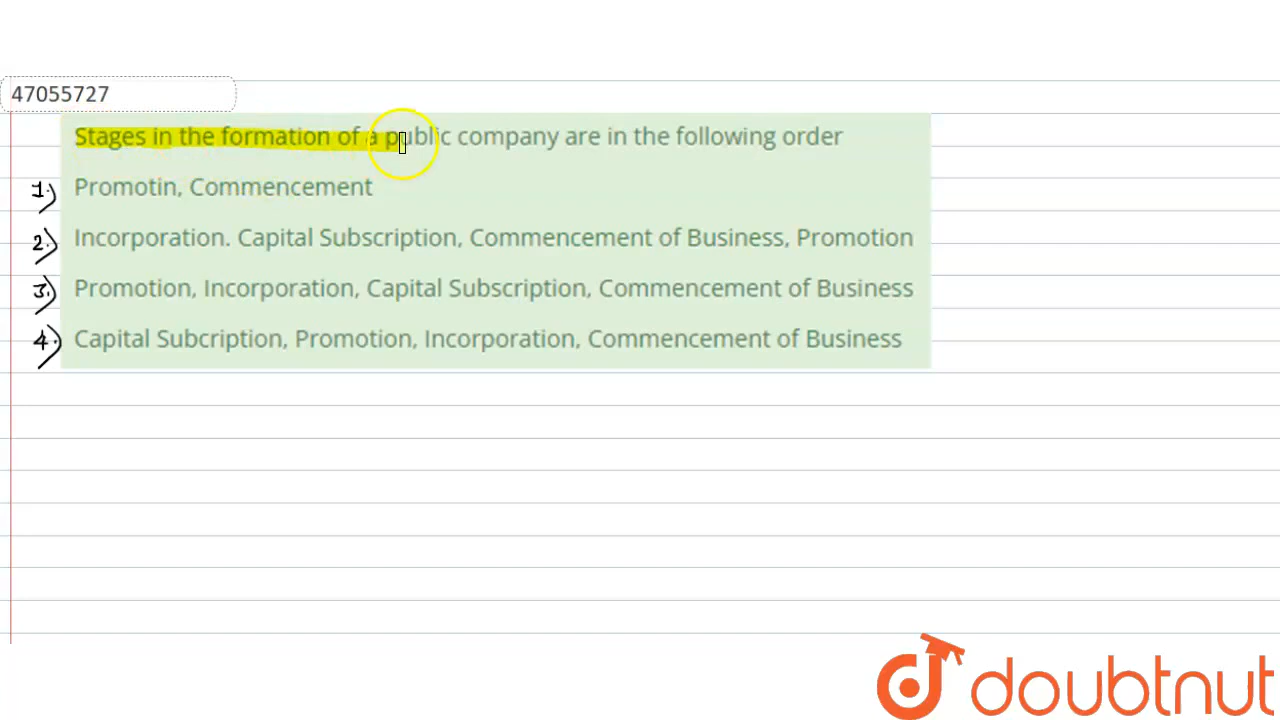 47055727
Stages in the formation of a public company are in the following order
1.) Promotin, Commencement
2.) Incorporation. Capital Subscription, Commencement of Business, Promotion
3.) Promotion, Incorporation, Capital Subscription, Commencement of Business
4.) Capital Subcription, Promotion, Incorporation, Commencement of Business
doubtnut